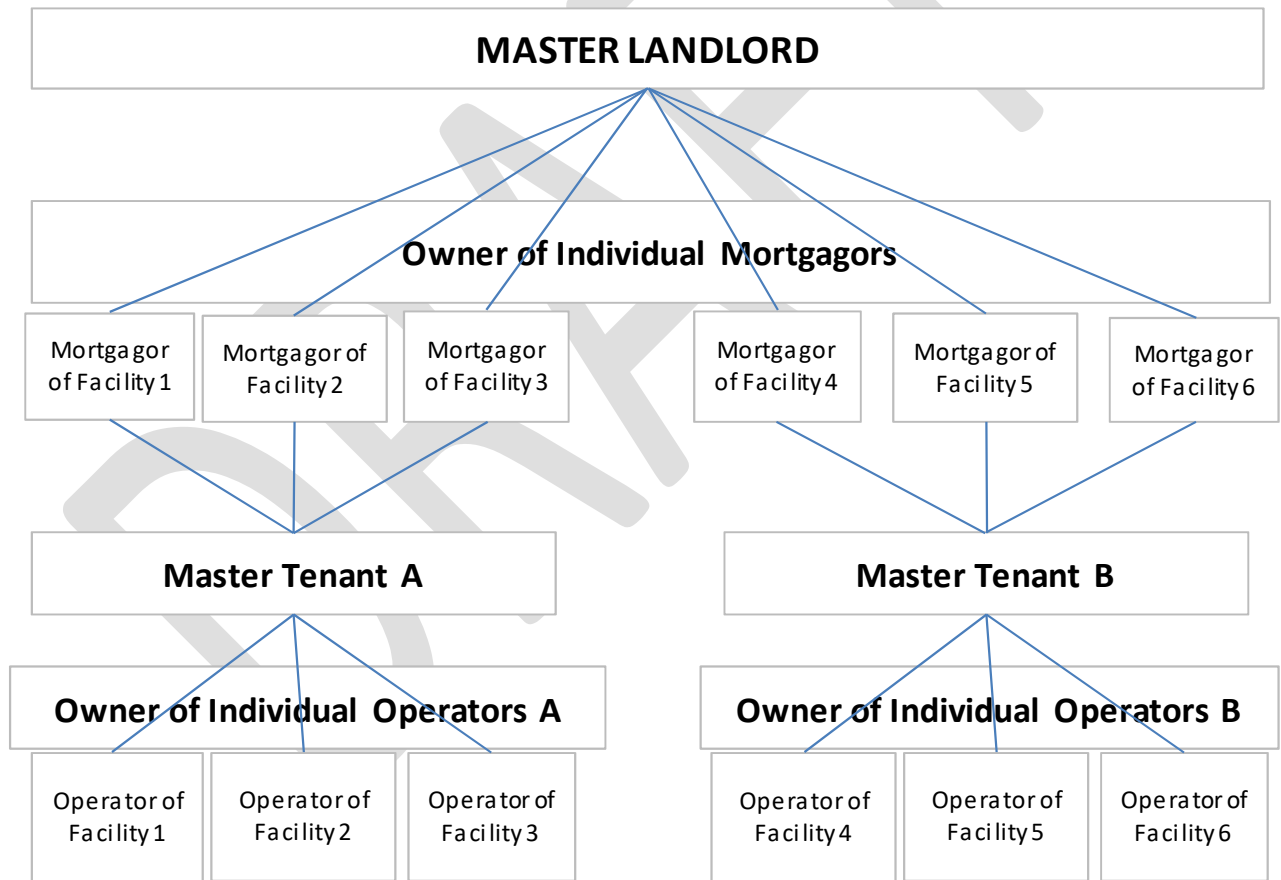 MASTER LANDLORD
Owner of Individual Mortgagors
Mortgagor
of Facility 1
Mortgagor of
Facility 2
Mortgagor
of Facility 3
Mortgagor
of Facility 4
Mortgagor of
Facility 5
Mortgagor
of Facility 6
Master Tenant A
Master Tenant B
Owner of Individual Operators A
Owner of Individual Operators B
Operator of
Facility 1
Operator of
Facility 2
Operator of
Facility 3
Operator of
Facility 4
Operator of
Facility 5
Operator of
Facility 6
DRAFT